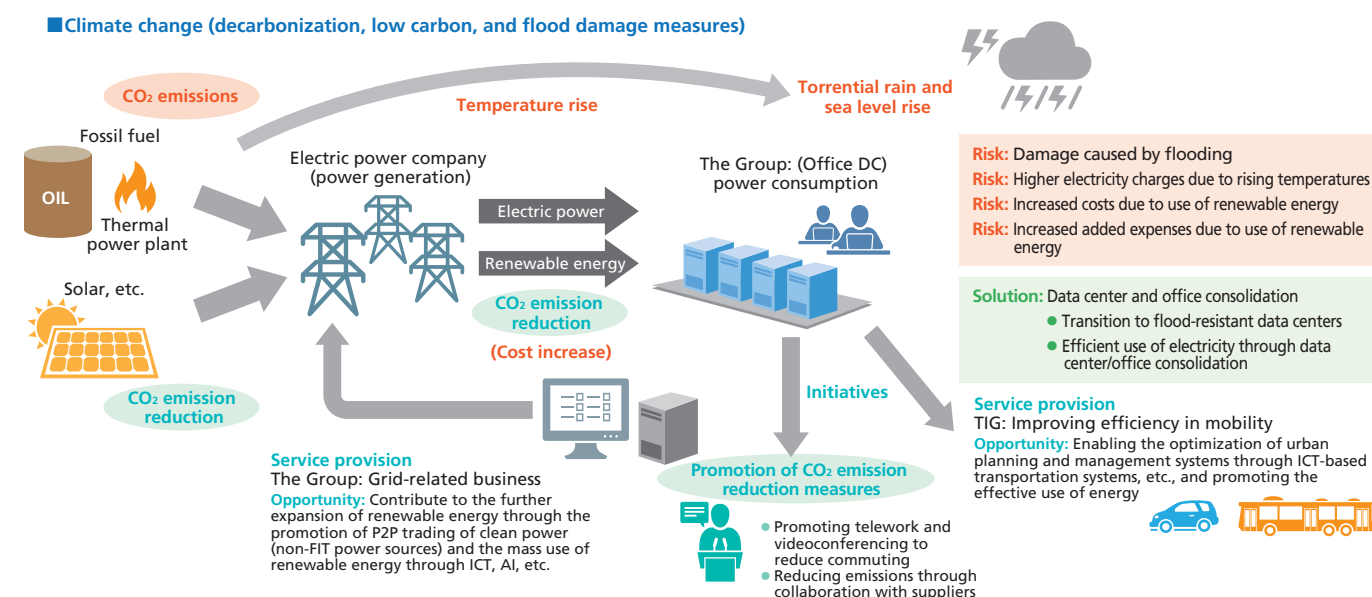 ■Climate change (decarbonization, low carbon, and flood damage measures)
CO₂ emissions
Temperature rise
Torrential rain and
sea level rise
Fossil fuel
OIL
Thermal
power plant
Solar, etc.
CO₂ emission
reduction
Electric power company
(power generation)
Electric power
Renewable energy
CO₂ emission
reduction
(Cost increase)
The Group: (Office DC)
power consumption
Risk: Damage caused by flooding
Risk: Higher electricity charges due to rising temperatures
Risk: Increased costs due to use of renewable energy
Risk: Increased added expenses due to use of renewable
energy
Solution: Data center and office consolidation
● Transition to flood-resistant data centers
● Efficient use of electricity through data
center/office consolidation
Initiatives
Service provision
The Group: Grid-related business
Opportunity: Contribute to the further
expansion of renewable energy through the
promotion of P2P trading of clean power
(non-FIT power sources) and the mass use of
renewable energy through ICT, AI, etc.
Promotion of CO₂ emission
reduction measures
● Promoting telework and
videoconferencing to
reduce commuting
● Reducing emissions through
collaboration with suppliers
Service provision
TIG: Improving efficiency in mobility
Opportunity: Enabling the optimization of urban
planning and management systems through ICT-based
transportation systems, etc., and promoting the
effective use of energy